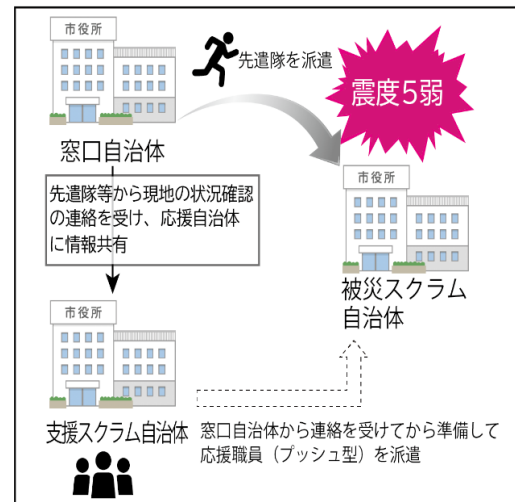 市役所
先遣隊を派遣
震度5弱
窓口自治体
市役所
先遣隊等から現地の状況確認
の連絡を受け、応援自治体
に情報共有
被災スクラム
自治体
市役所
支援スクラム自治体
窓口自治体から連絡を受けてから準備して
応援職員（プッシュ型）を派遣